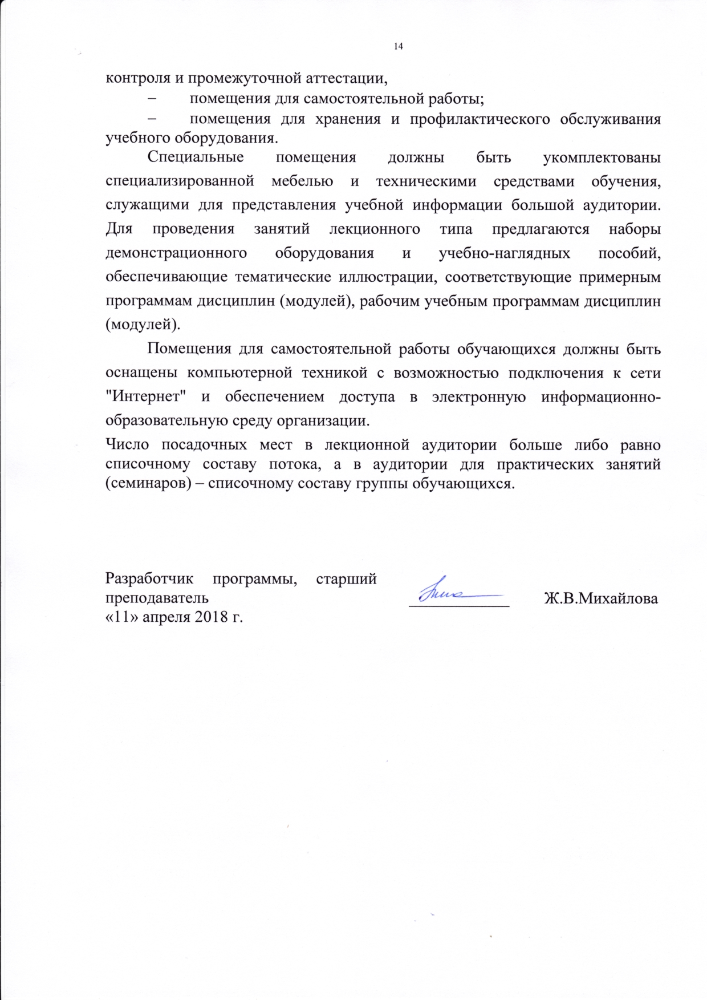 14
контроля и промежуточной аттестации,
– помещения для самостоятельной работы;
– помещения для хранения и профилактического обслуживания
учебного оборудования.
Специальные помещения должны быть укомплектованы
специализированной мебелью и техническими средствами обучения,
служащими для представления учебной информации большой аудитории.
Для проведения занятий лекционного типа предлагаются наборы
демонстрационного оборудования и учебно-наглядных пособий,
обеспечивающие тематические иллюстрации, соответствующие примерным
программам дисциплин (модулей), рабочим учебным программам дисциплин
(модулей).
Помещения для самостоятельной работы обучающихся должны быть
оснащены компьютерной техникой с возможностью подключения к сети
"Интернет" и обеспечением доступа в электронную информационно-
образовательную среду организации.
Число посадочных мест в лекционной аудитории больше либо равно
списочному составу потока, а в аудитории для практических занятий
(семинаров) – списочному составу группы обучающихся.
Разработчик программы, старший
преподаватель Ж.В.Михайлова
«11» апреля 2018 г.